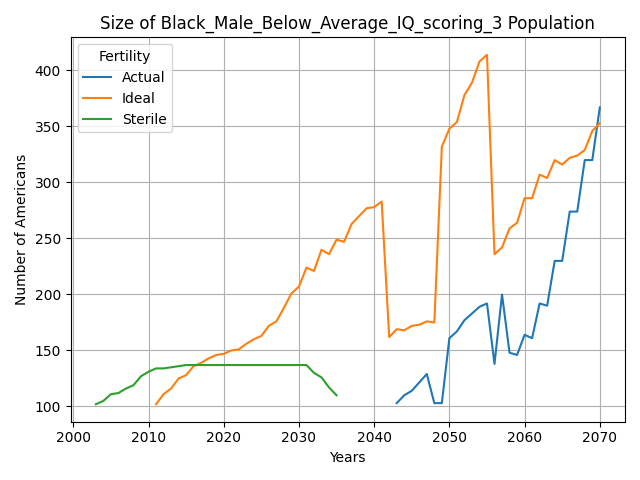 Size of Black_Male_Below_Average_IQ_scoring_3 Population
Fertility
Actual
Ideal
Sterile
Number of Americans
400
350
300
250
200
150
100
2000 2010 2020 2030 2040 2050 2060 2070
Years